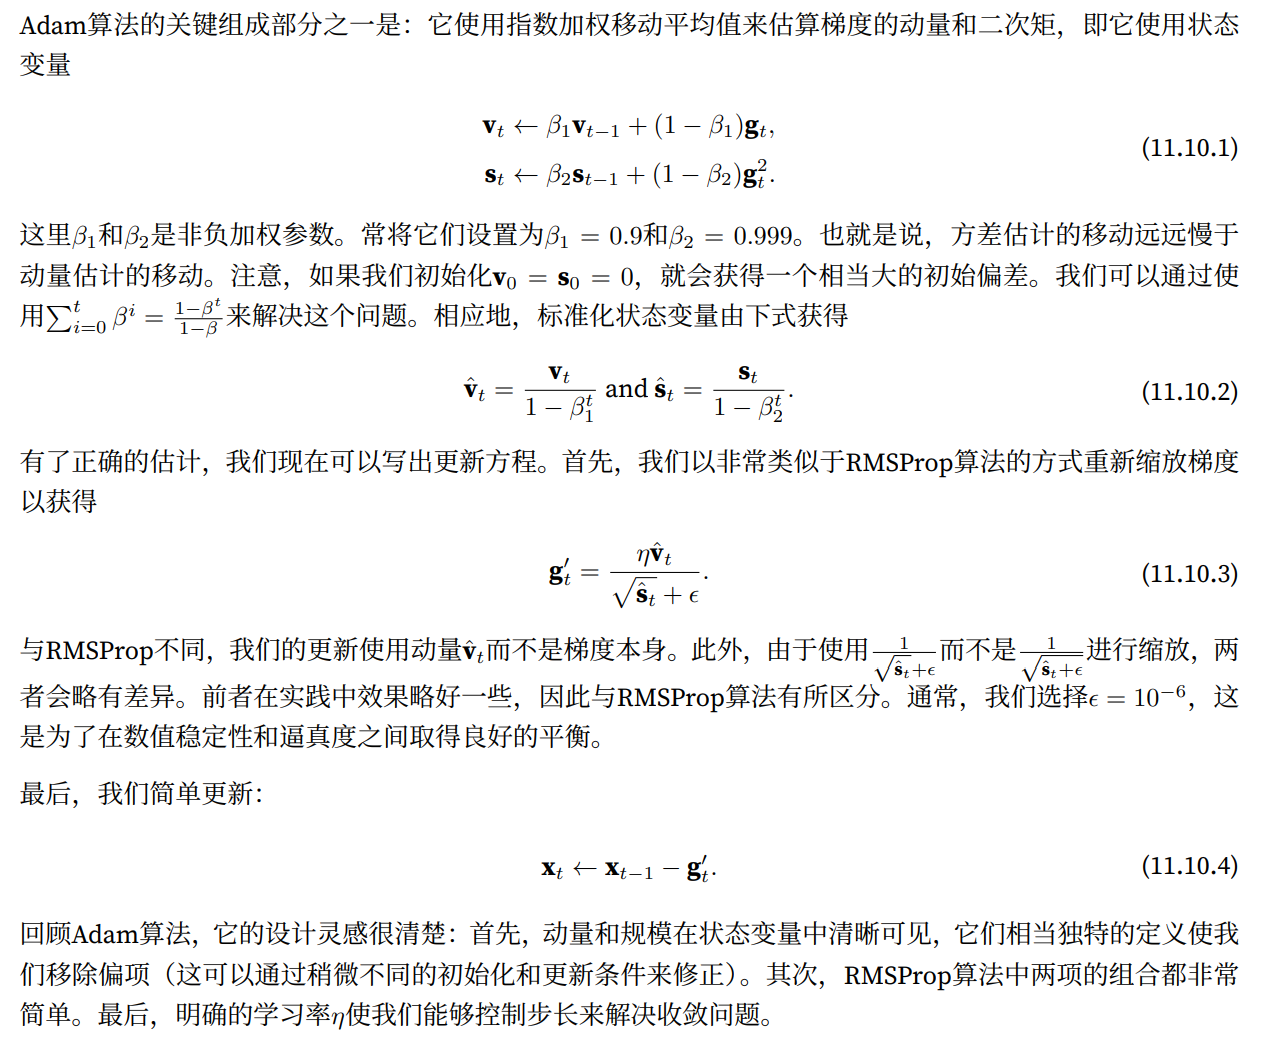 Adam算法的关键组成部分之一是：它使用指数加权移动平均值来估算梯度的动量和二次矩，即它使用状态
变量
$\mathbf{v}_t \leftarrow \beta_1 \mathbf{v}_{t-1} + (1 - \beta_1) \mathbf{g}_t,$
(11.10.1)
$\mathbf{s}_t \leftarrow \beta_2 \mathbf{s}_{t-1} + (1 - \beta_2) \mathbf{g}_t^2.$
这里$\beta_1$和$\beta_2$是非负加权参数。常将它们设置为$\beta_1 = 0.9$和$\beta_2 = 0.999$。也就是说，方差估计的移动远远慢于
动量估计的移动。注意，如果我们初始化$\mathbf{v}_0 = \mathbf{s}_0 = 0$，就会获得一个相当大的初始偏差。我们可以通过使
用$\sum_{i=0}^t \beta^i = \frac{1 - \beta^t}{1 - \beta}$来解决这个问题。相应地，标准化状态变量由下式获得
$\hat{\mathbf{v}}_t = \frac{\mathbf{v}_t}{1 - \beta_1^t} \text{ and } \hat{\mathbf{s}}_t = \frac{\mathbf{s}_t}{1 - \beta_2^t}.$ (11.10.2)
有了正确的估计，我们现在可以写出更新方程。首先，我们以非常类似于RMSProp算法的方式重新缩放梯度
以获得
$\mathbf{g}_t' = \frac{\eta \hat{\mathbf{v}}_t}{\sqrt{\hat{\mathbf{s}}_t} + \epsilon}.$ (11.10.3)
与RMSProp不同，我们的更新使用动量$\hat{\mathbf{v}}_t$而不是梯度本身。此外，由于使用$\frac{1}{\sqrt{\hat{\mathbf{s}}_t} + \epsilon}$而不是$\frac{1}{\sqrt{\hat{\mathbf{s}}_t + \epsilon}}$进行缩放，两
者会略有差异。前者在实践中效果略好一些，因此与RMSProp算法有所区分。通常，我们选择$\epsilon = 10^{-6}$，这
是为了在数值稳定性和逼真度之间取得良好的平衡。
最后，我们简单更新：
$\mathbf{x}_t \leftarrow \mathbf{x}_{t-1} - \mathbf{g}_t'.$ (11.10.4)
回顾Adam算法，它的设计灵感很清楚：首先，动量和规模在状态变量中清晰可见，它们相当独特的定义使我
们移除偏项（这可以通过稍微不同的初始化和更新条件来修正）。其次，RMSProp算法中两项的组合都非常
简单。最后，明确的学习率$\eta$使我们能够控制步长来解决收敛问题。